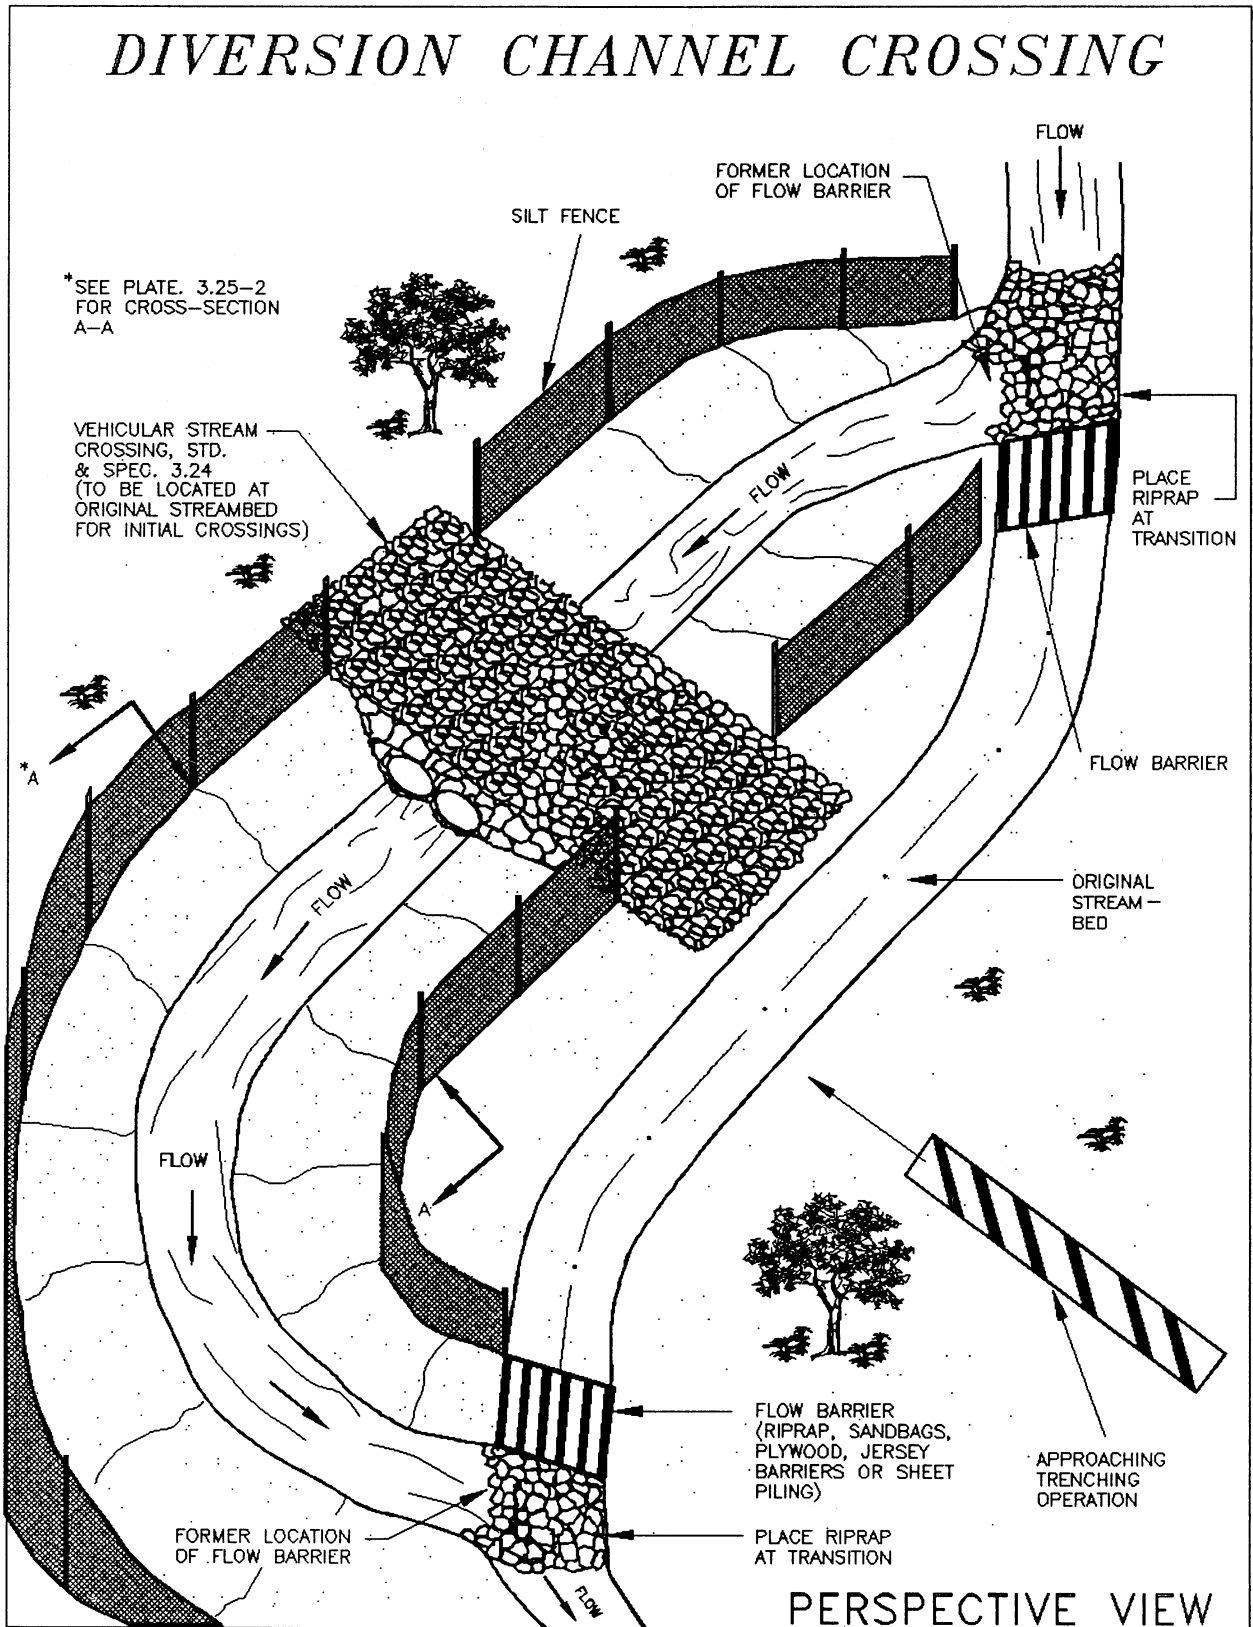 DIVERSION CHANNEL CROSSING
FLOW
FORMER LOCATION
OF FLOW BARRIER
SILT FENCE
*SEE PLATE. 3.25-2
FOR CROSS-SECTION
A-A
VEHICULAR STREAM
CROSSING, STD.
& SPEC. 3.24
(TO BE LOCATED AT
ORIGINAL STREAMBED
FOR INITIAL CROSSINGS)
FLOW
PLACE
RIPRAP
AT
TRANSITION
*A
FLOW BARRIER
FLOW
ORIGINAL
STREAM-
BED
FLOW
A
FLOW BARRIER
(RIPRAP, SANDBAGS,
PLYWOOD, JERSEY
BARRIERS OR SHEET
PILING)
APPROACHING
TRENCHING
OPERATION
FORMER LOCATION
OF FLOW BARRIER
PLACE RIPRAP
AT TRANSITION
FLOW
PERSPECTIVE VIEW